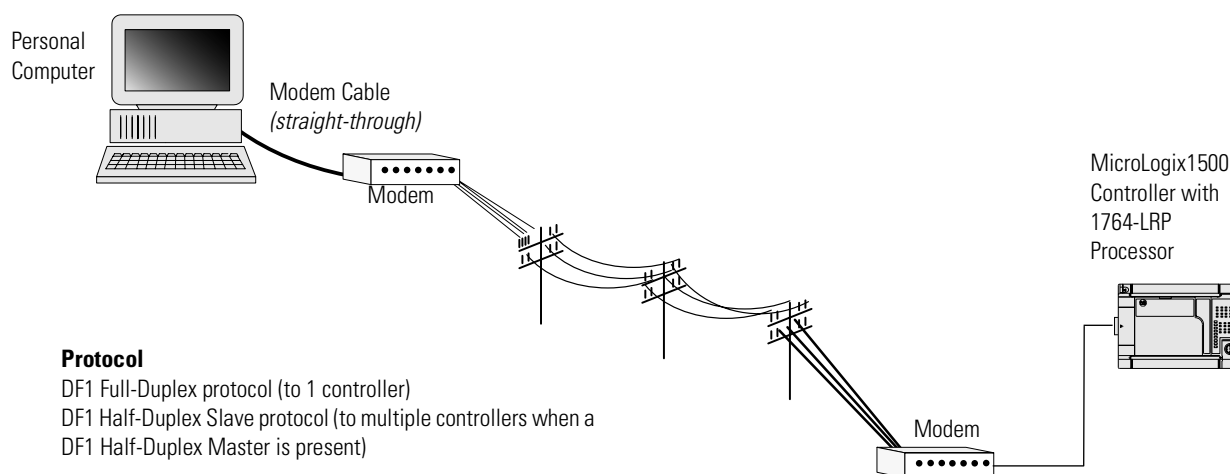 Personal
Computer
Modem Cable
(straight-through)
Modem
MicroLogix1500
Controller with
1764-LRP
Processor
Protocol
DF1 Full-Duplex protocol (to 1 controller)
DF1 Half-Duplex Slave protocol (to multiple controllers when a
DF1 Half-Duplex Master is present)
Modem